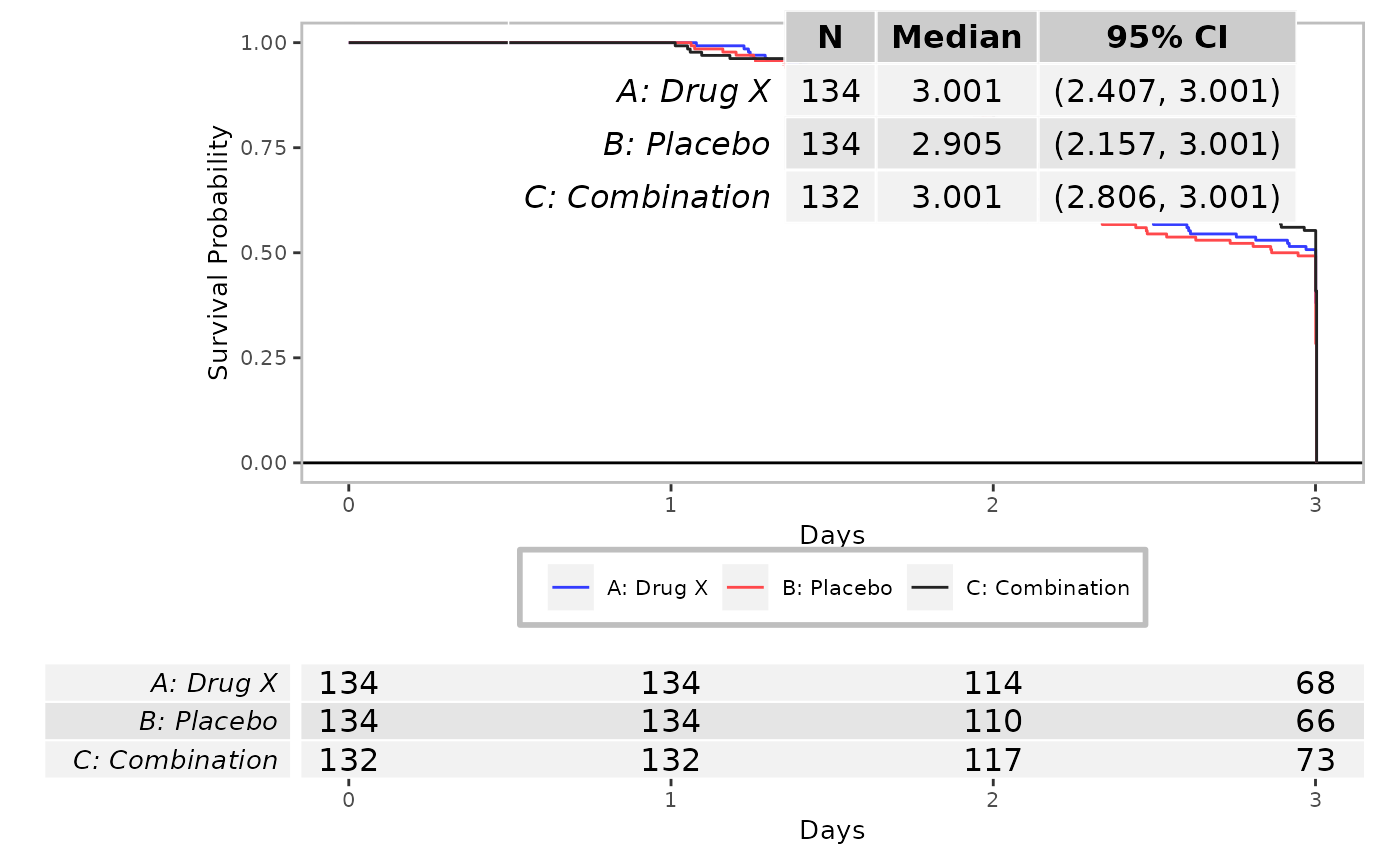 N Median 95% CI
A: Drug X 134 3.001 (2.407, 3.001)
B: Placebo 134 2.905 (2.157, 3.001)
C: Combination 132 3.001 (2.806, 3.001)
Survival Probability
1.00
0.75
0.50
0.25
0.00
0 1 2 3
Days
A: Drug X B: Placebo C: Combination
A: Drug X 134 134 114 68
B: Placebo 134 134 110 66
C: Combination 132 132 117 73
0 1 2 3
Days